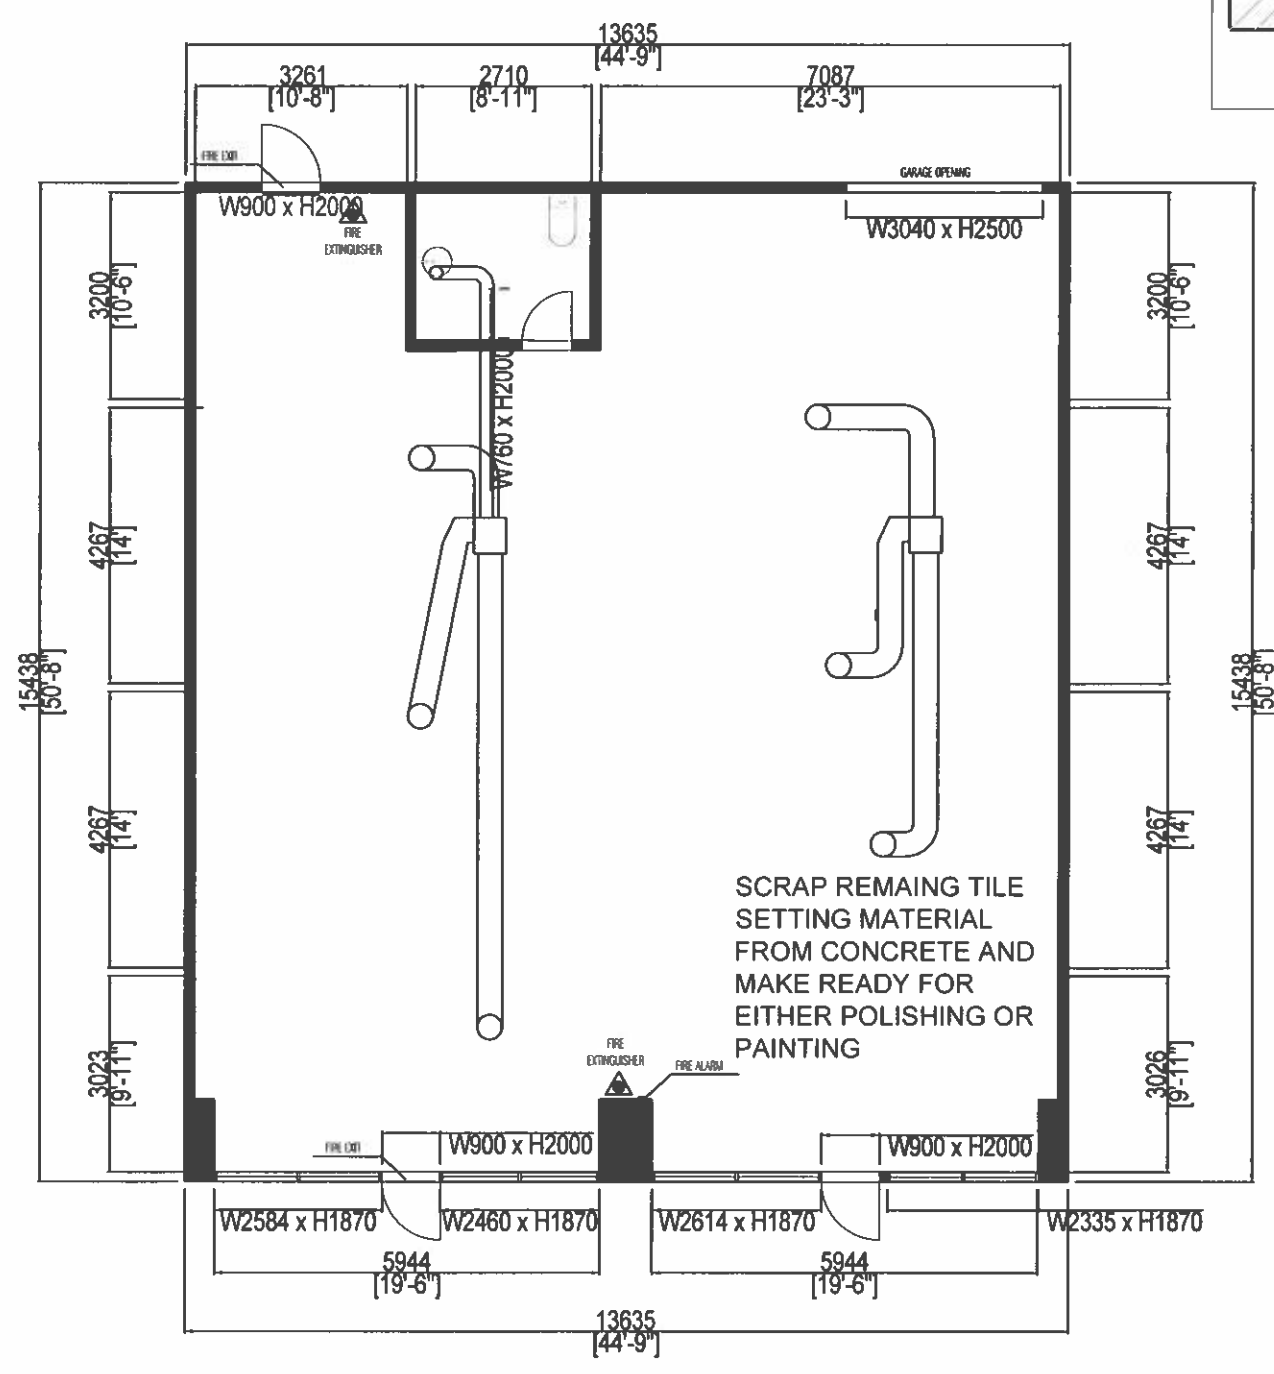 13635
[44'-9"]
3261
[10'-8"]
2710
[8'-11"]
7087
[23'-3"]
FIRE EXIT
GARAGE OPENING
W900 x H2000
FIRE
EXTINGUISHER
W3040 x H2500
3200
[10'-6"]
3200
[10'-6"]
W760 x H2000
4267
[14']
4267
[14']
15438
[50'-8"]
15438
[50'-8"]
4267
[14']
4267
[14']
SCRAP REMAING TILE
SETTING MATERIAL
FROM CONCRETE AND
MAKE READY FOR
EITHER POLISHING OR
PAINTING
FIRE
EXTINGUISHER
FIRE ALARM
3023
[9'-11"]
3026
[9'-11"]
FIRE EXIT
W900 x H2000
W900 x H2000
W2584 x H1870
W2460 x H1870
W2614 x H1870
W2335 x H1870
5944
[19'-6"]
5944
[19'-6"]
13635
[44'-9"]